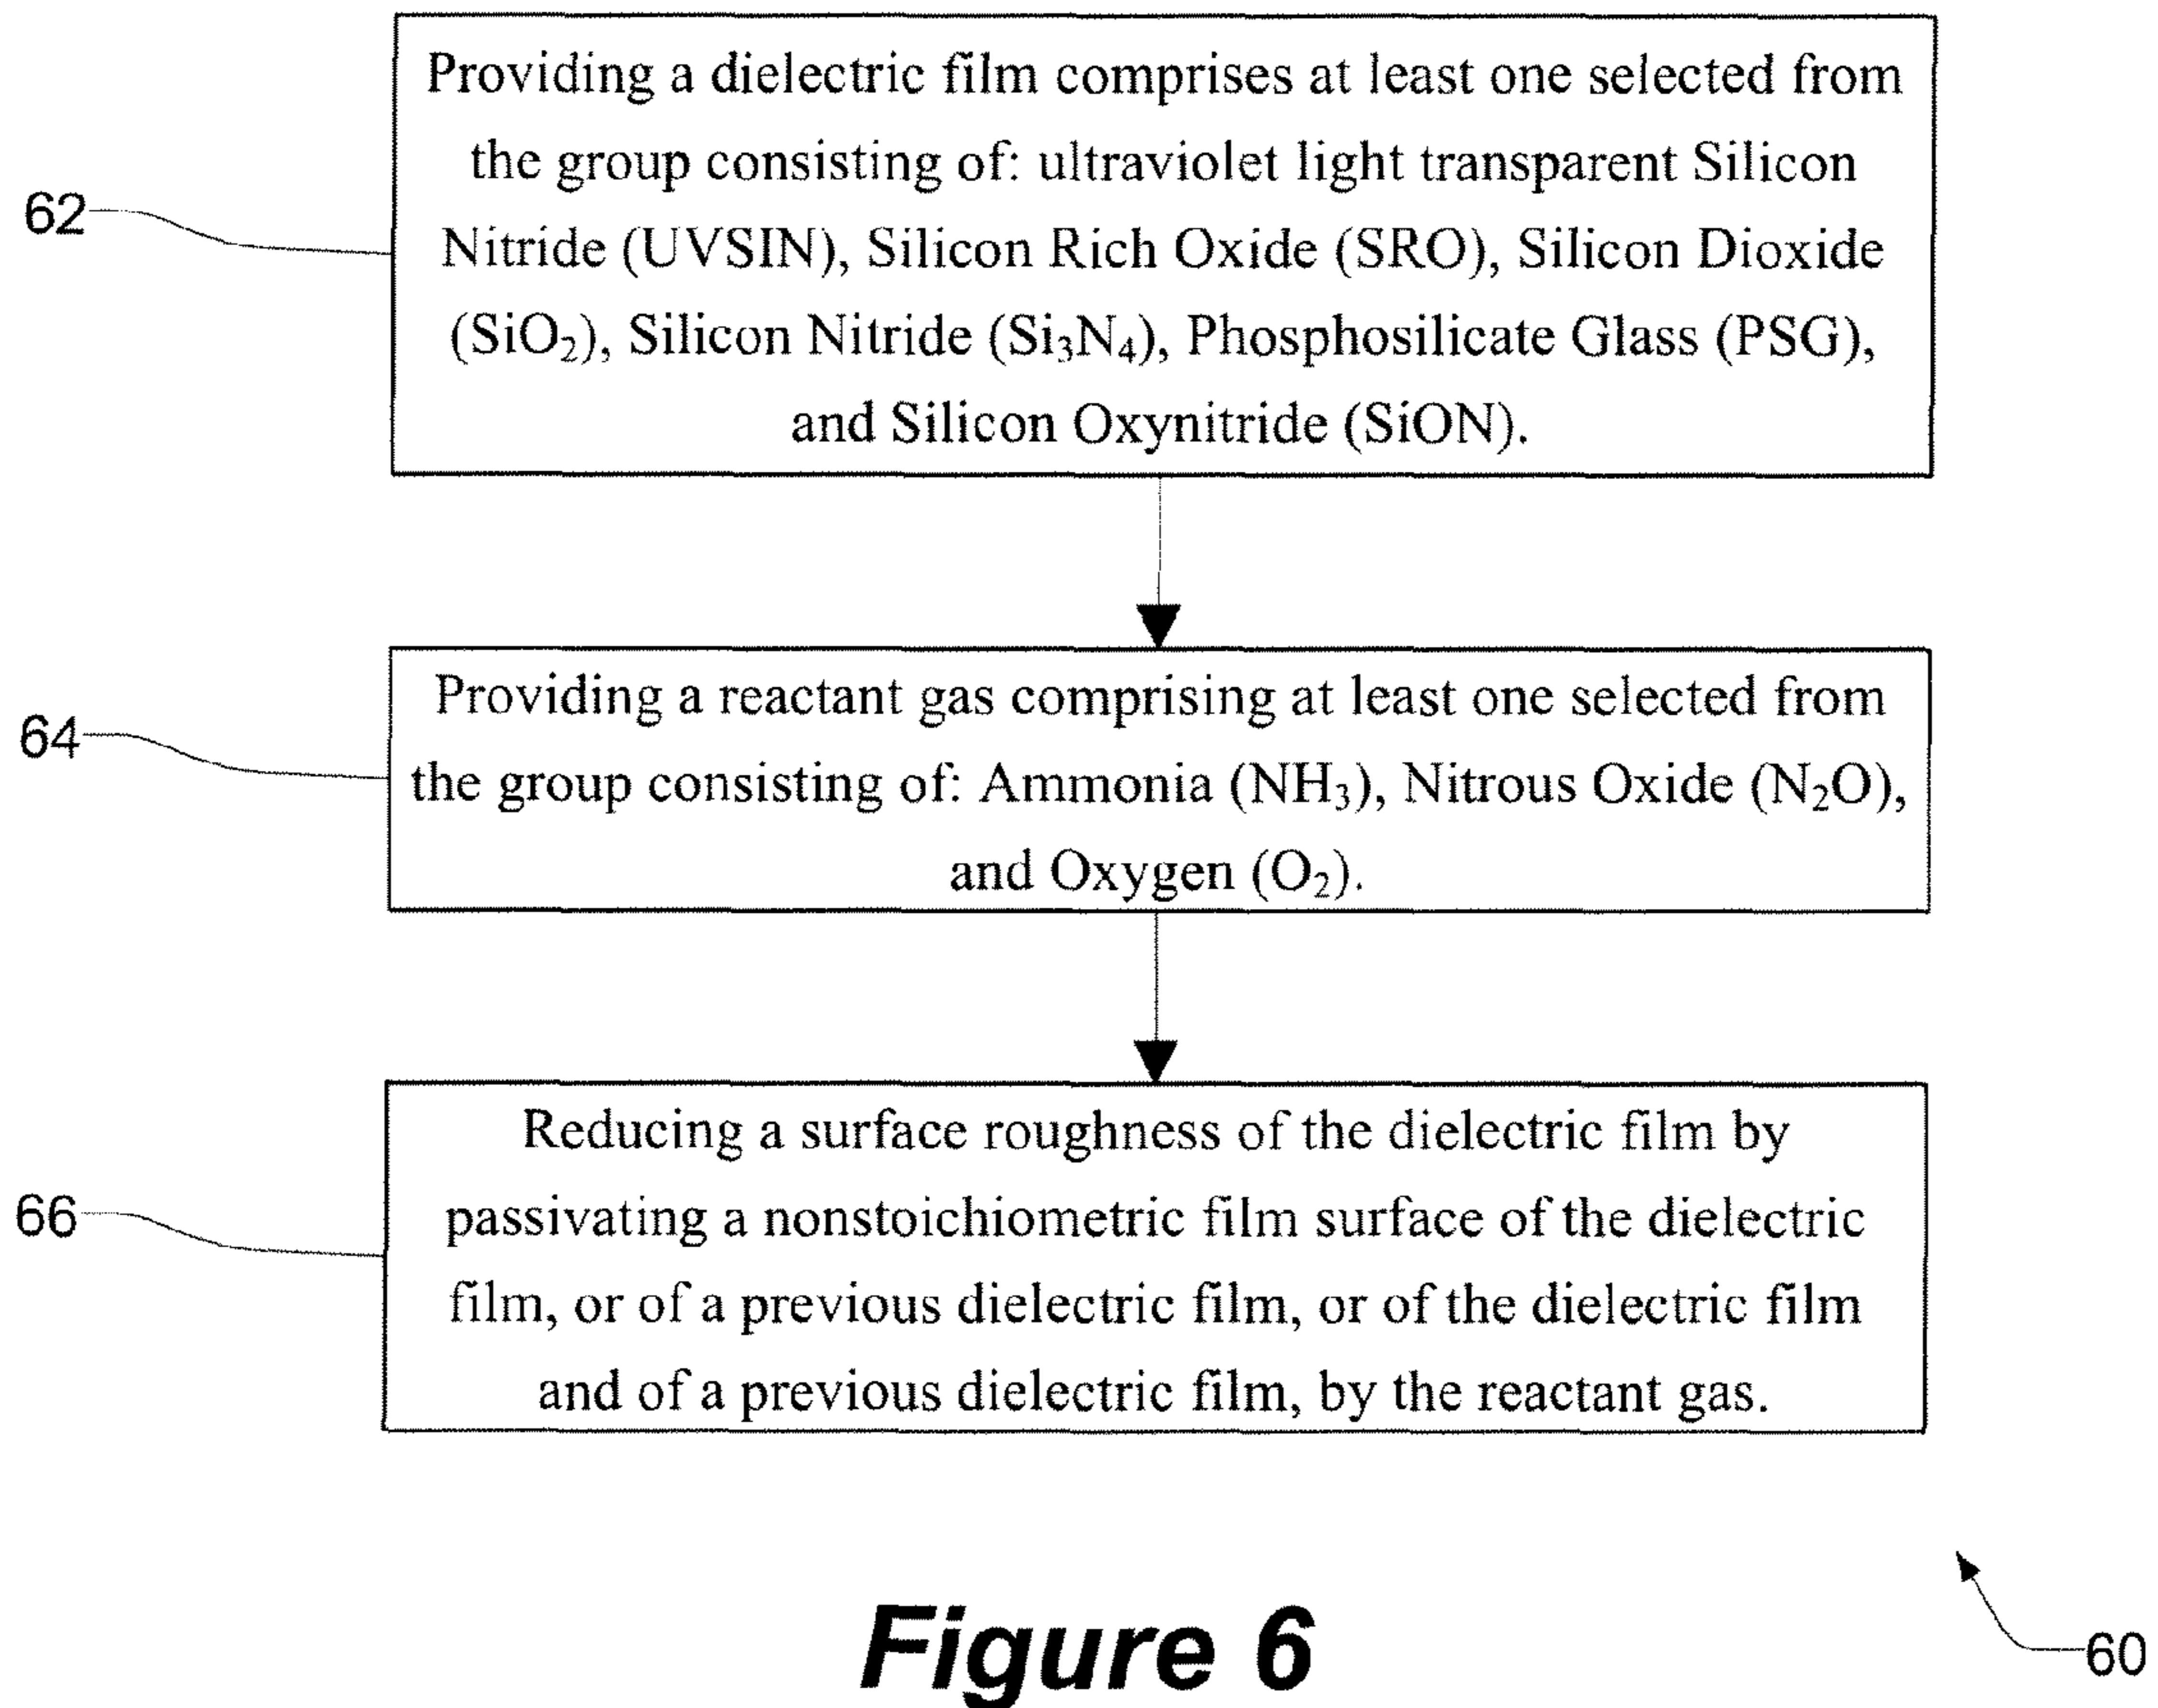 Providing a dielectric film comprises at least one selected from
the group consisting of: ultraviolet light transparent Silicon
Nitride (UVSIN), Silicon Rich Oxide (SRO), Silicon Dioxide
(SiO₂), Silicon Nitride (Si₃N₄), Phosphosilicate Glass (PSG),
and Silicon Oxynitride (SiON).
62
Providing a reactant gas comprising at least one selected from
the group consisting of: Ammonia (NH₃), Nitrous Oxide (N₂O),
and Oxygen (O₂).
64
Reducing a surface roughness of the dielectric film by
passivating a nonstoichiometric film surface of the dielectric
film, or of a previous dielectric film, or of the dielectric film
and of a previous dielectric film, by the reactant gas.
66
Figure 6
60